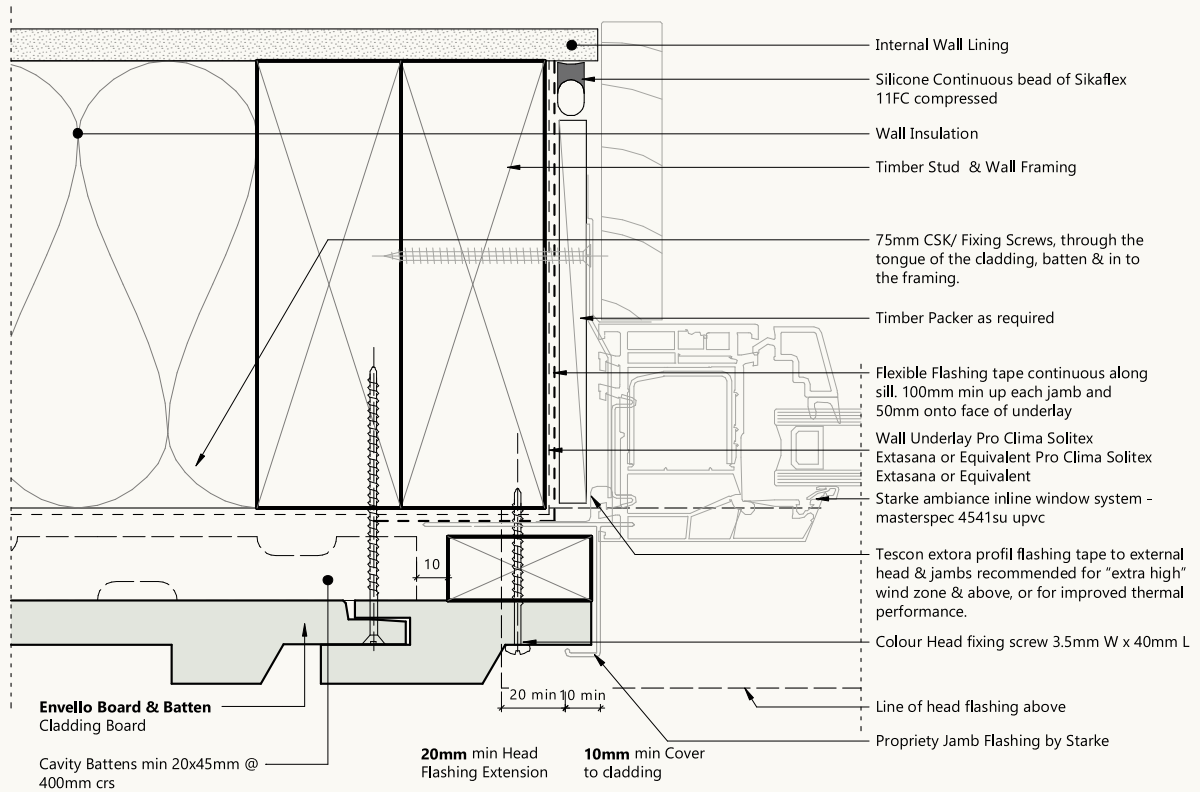 Internal Wall Lining
Silicone Continuous bead of Sikaflex
11FC compressed
Wall Insulation
Timber Stud & Wall Framing
75mm CSK/ Fixing Screws, through the
tongue of the cladding, batten & in to
the framing.
Timber Packer as required
Flexible Flashing tape continuous along
sill. 100mm min up each jamb and
50mm onto face of underlay
Wall Underlay Pro Clima Solitex
Extasana or Equivalent Pro Clima Solitex
Extasana or Equivalent
Starke ambiance inline window system -
masterspec 4541su upvc
Tescon extora profil flashing tape to external
head & jambs recommended for "extra high"
wind zone & above, or for improved thermal
performance.
Colour Head fixing screw 3.5mm W x 40mm L
Line of head flashing above
Propriety Jamb Flashing by Starke
10
20 min
10 min
Envello Board & Batten
Cladding Board
Cavity Battens min 20x45mm @
400mm crs
20mm min Head
Flashing Extension
10mm min Cover
to cladding